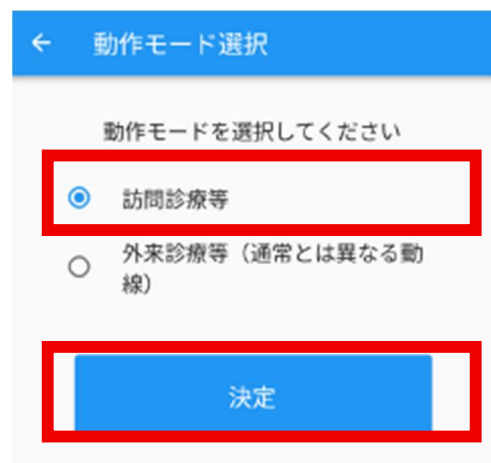 動作モード選択
動作モードを選択してください
訪問診療等
外来診療等（通常とは異なる動
線）
決定